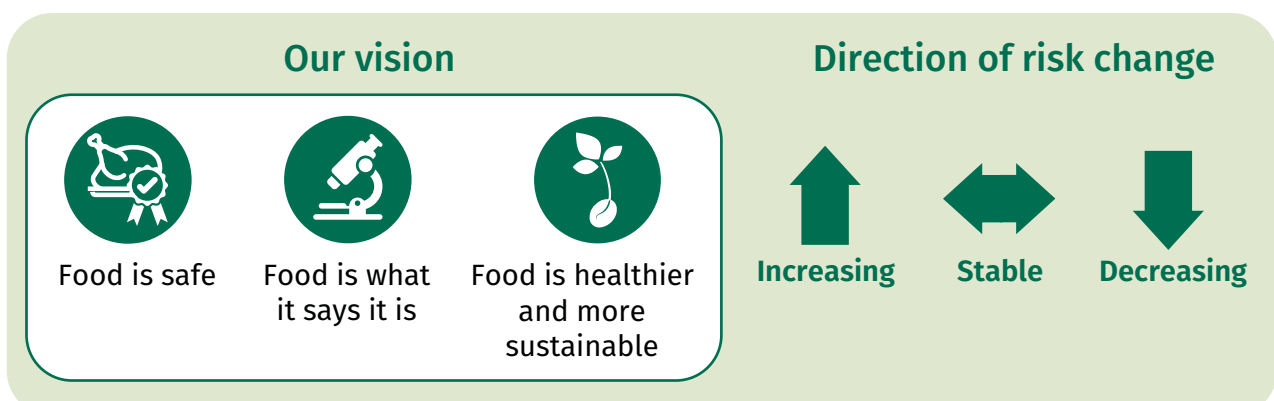 Our vision
Food is safe
Food is what
it says it is
Food is healthier
and more
sustainable
Direction of risk change
Increasing
Stable
Decreasing